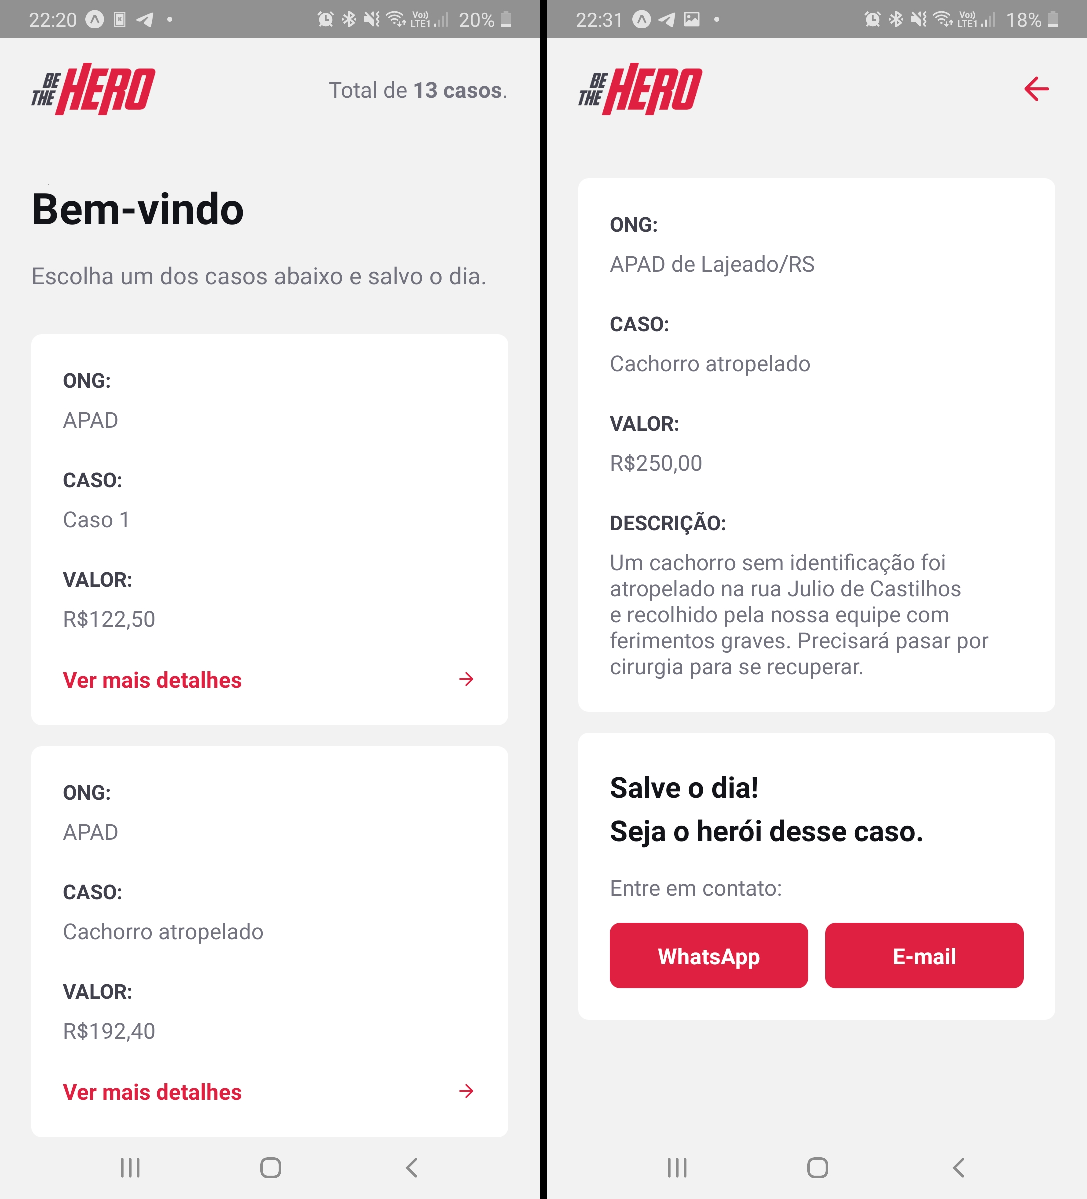 22:20
Vo))
LTE1
20%
BE
THE
HERO
Total de 13 casos.
Bem-vindo
Escolha um dos casos abaixo e salvo o dia.
ONG:
APAD
CASO:
Caso 1
VALOR:
R$122,50
Ver mais detalhes
ONG:
APAD
CASO:
Cachorro atropelado
VALOR:
R$192,40
Ver mais detalhes
22:31
Vo))
LTE1
18%
BE
THE
HERO
ONG:
APAD de Lajeado/RS
CASO:
Cachorro atropelado
VALOR:
R$250,00
DESCRIÇÃO:
Um cachorro sem identificação foi
atropelado na rua Julio de Castilhos
e recolhido pela nossa equipe com
ferimentos graves. Precisará pasar por
cirurgia para se recuperar.
Salve o dia!
Seja o herói desse caso.
Entre em contato:
WhatsApp
E-mail